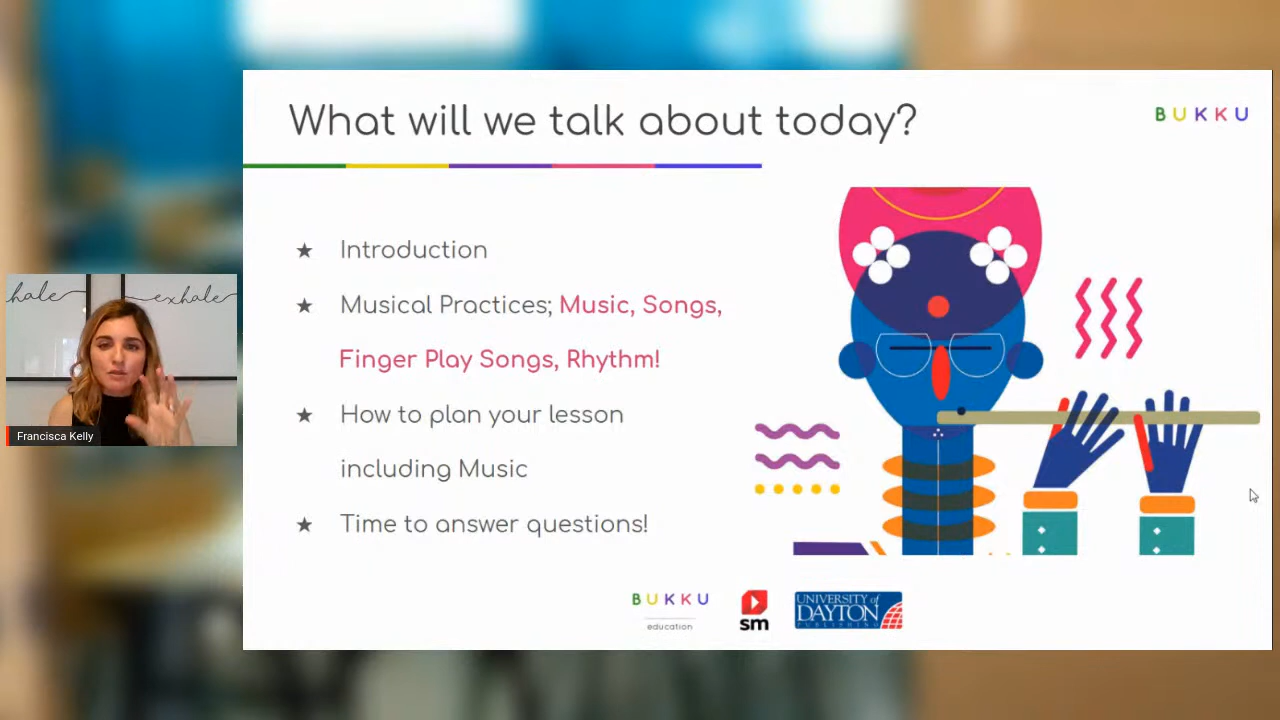 What will we talk about today?
BUKKU
★ Introduction
★ Musical Practices; Music, Songs,
Finger Play Songs, Rhythm!
★ How to plan your lesson
including Music
★ Time to answer questions!
hale
exhale
Francisca Kelly
BUKKU
education
sm
UNIVERSITY of
DAYTON
PUBLISHING